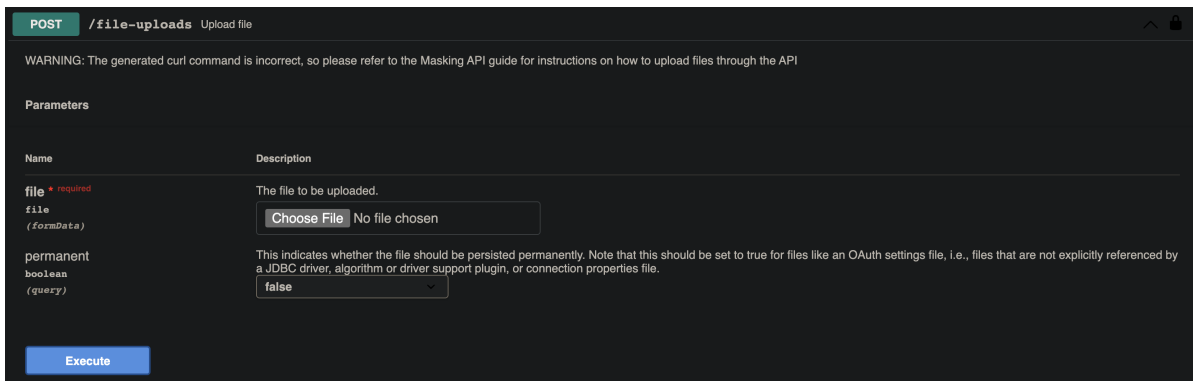 POST /file-uploads Upload file
WARNING: The generated curl command is incorrect, so please refer to the Masking API guide for instructions on how to upload files through the API
Parameters
Name Description
file * required The file to be uploaded.
file
(formData)
Choose File No file chosen
permanent
boolean
(query)
This indicates whether the file should be persisted permanently. Note that this should be set to true for files like an OAuth settings file, i.e., files that are not explicitly referenced by
a JDBC driver, algorithm or driver support plugin, or connection properties file.
false
Execute